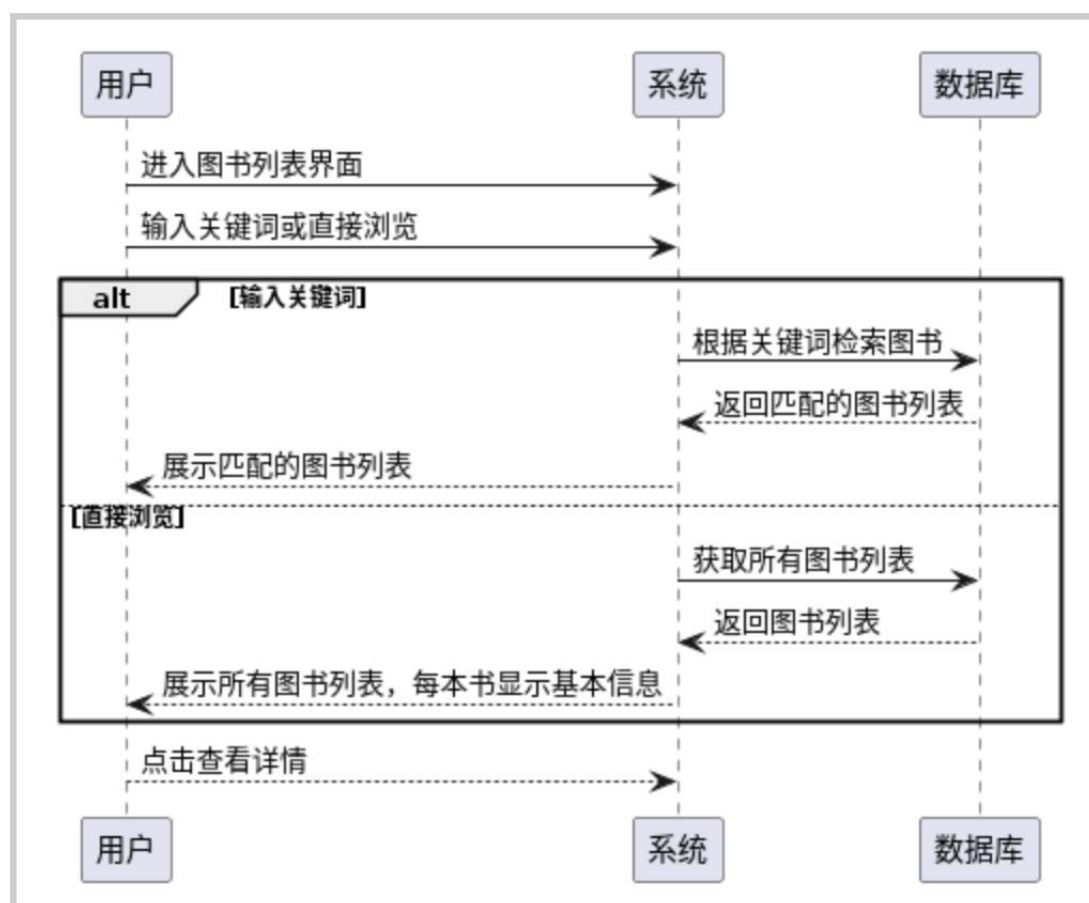 用户 系统 数据库
进入图书列表界面
输入关键词或直接浏览
alt [输入关键词]
根据关键词检索图书
返回匹配的图书列表
展示匹配的图书列表
[直接浏览]
获取所有图书列表
返回图书列表
展示所有图书列表，每本书显示基本信息
点击查看详情
用户 系统 数据库